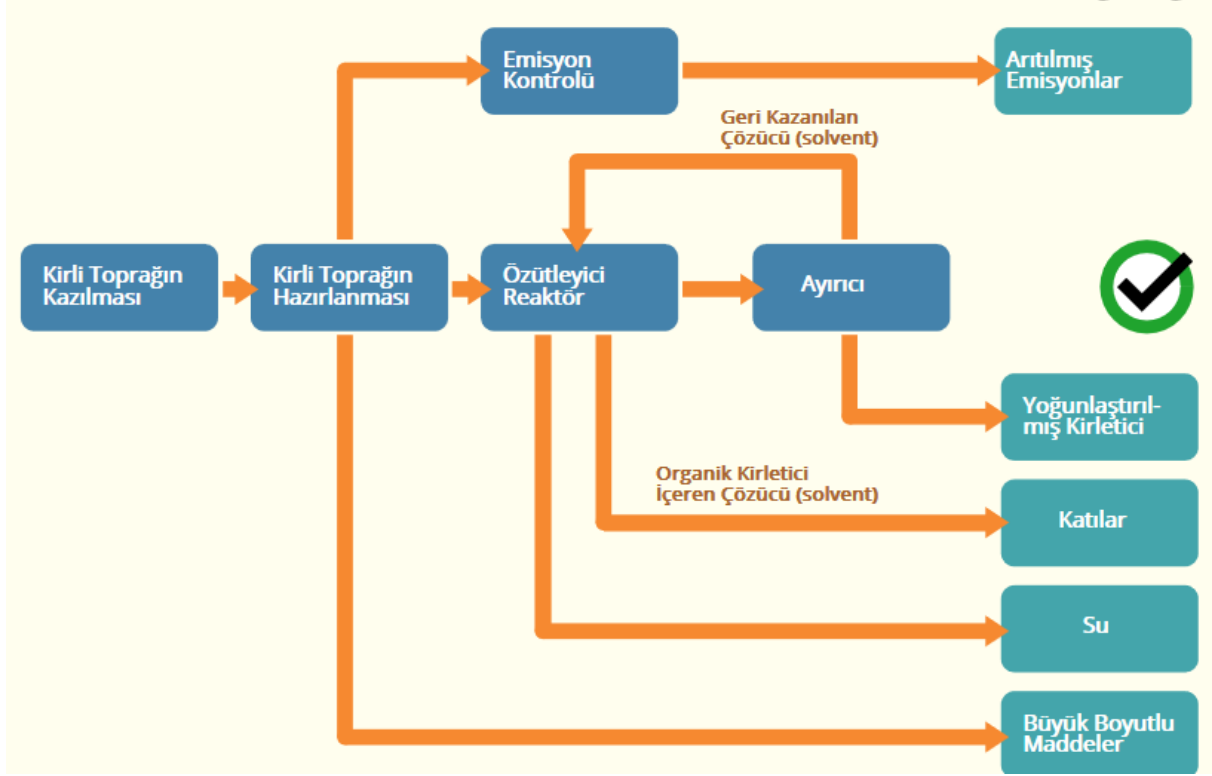 Emisyon
Kontrolü
Arıtılmış
Emisyonlar
Geri Kazanılan
Çözücü (solvent)
Kirli Toprağın
Kazılması
Kirli Toprağın
Hazırlanması
Özütleyici
Reaktör
Ayırıcı
Yoğunlaştırıl-
mış Kirletici
Organik Kirletici
İçeren Çözücü (solvent)
Katılar
Su
Büyük Boyutlu
Maddeler